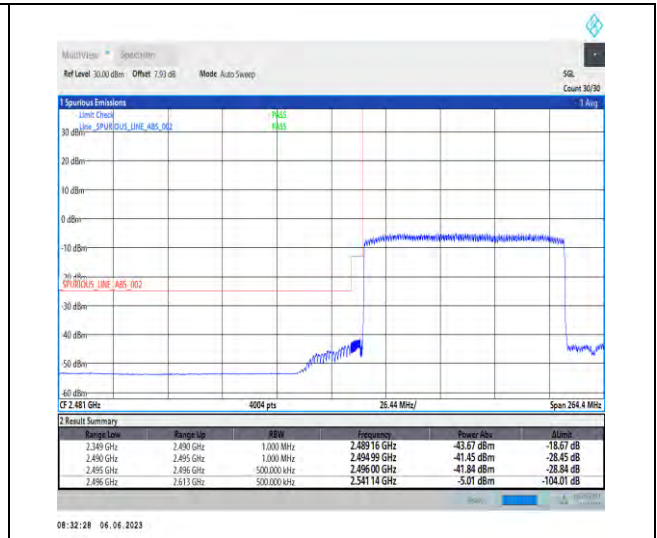 MultiView Spectrum
Ref Level 30.00 dBm Offset 7.93 dB Mode Auto Sweep SGL
Count 30/30
1 Spurious Emissions 1 Avg
Limit Check PASS
Line _SPURIOUS_LINE_ABS_002 PASS
30 dBm
20 dBm
10 dBm
0 dBm
-10 dBm
-20 dBm
SPURIOUS_LINE_ABS_002
-30 dBm
-40 dBm
-50 dBm
-60 dBm
CF 2.481 GHz 4004 pts 26.44 MHz/ Span 264.4 MHz
2 Result Summary
Range Low Range Up RBW Frequency Power Abs ΔLimit
2.349 GHz 2.490 GHz 1.000 MHz 2.489 16 GHz -43.67 dBm -18.67 dB
2.490 GHz 2.495 GHz 1.000 MHz 2.494 99 GHz -41.45 dBm -28.45 dB
2.495 GHz 2.496 GHz 500.000 kHz 2.496 00 GHz -41.84 dBm -28.84 dB
2.496 GHz 2.613 GHz 500.000 kHz 2.541 14 GHz -5.01 dBm -104.01 dB
08:32:28 06.06.2023